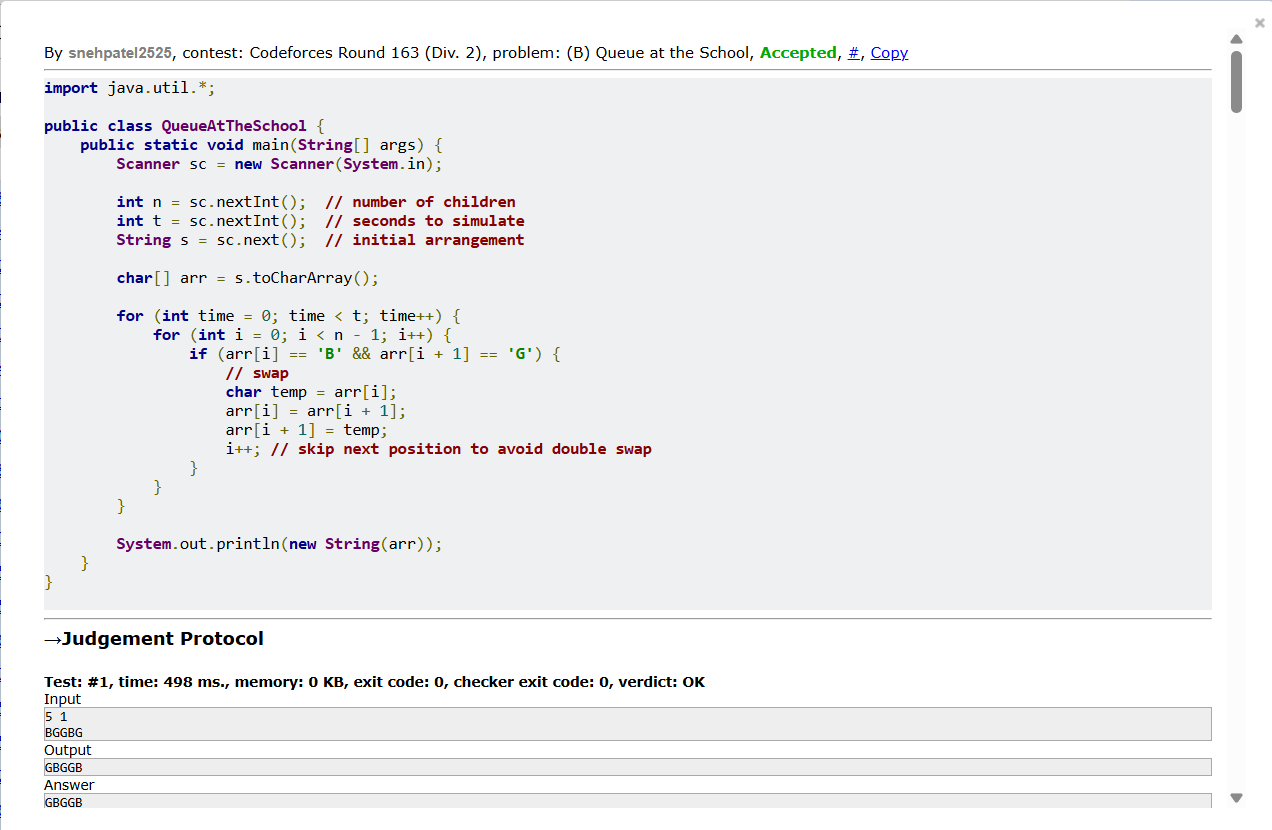 By snehpatel2525, contest: Codeforces Round 163 (Div. 2), problem: (B) Queue at the School, Accepted, #, Copy
import java.util.*;
public class QueueAtTheSchool {
    public static void main(String[] args) {
        Scanner sc = new Scanner(System.in);
        int n = sc.nextInt();  // number of children
        int t = sc.nextInt();  // seconds to simulate
        String s = sc.next();  // initial arrangement
        char[] arr = s.toCharArray();
        for (int time = 0; time < t; time++) {
            for (int i = 0; i < n - 1; i++) {
                if (arr[i] == 'B' && arr[i + 1] == 'G') {
                    // swap
                    char temp = arr[i];
                    arr[i] = arr[i + 1];
                    arr[i + 1] = temp;
                    i++; // skip next position to avoid double swap
                }
            }
        }
        System.out.println(new String(arr));
    }
}
→Judgement Protocol
Test: #1, time: 498 ms., memory: 0 KB, exit code: 0, checker exit code: 0, verdict: OK
Input
5 1
BGGBG
Output
GBGGB
Answer
GBGGB